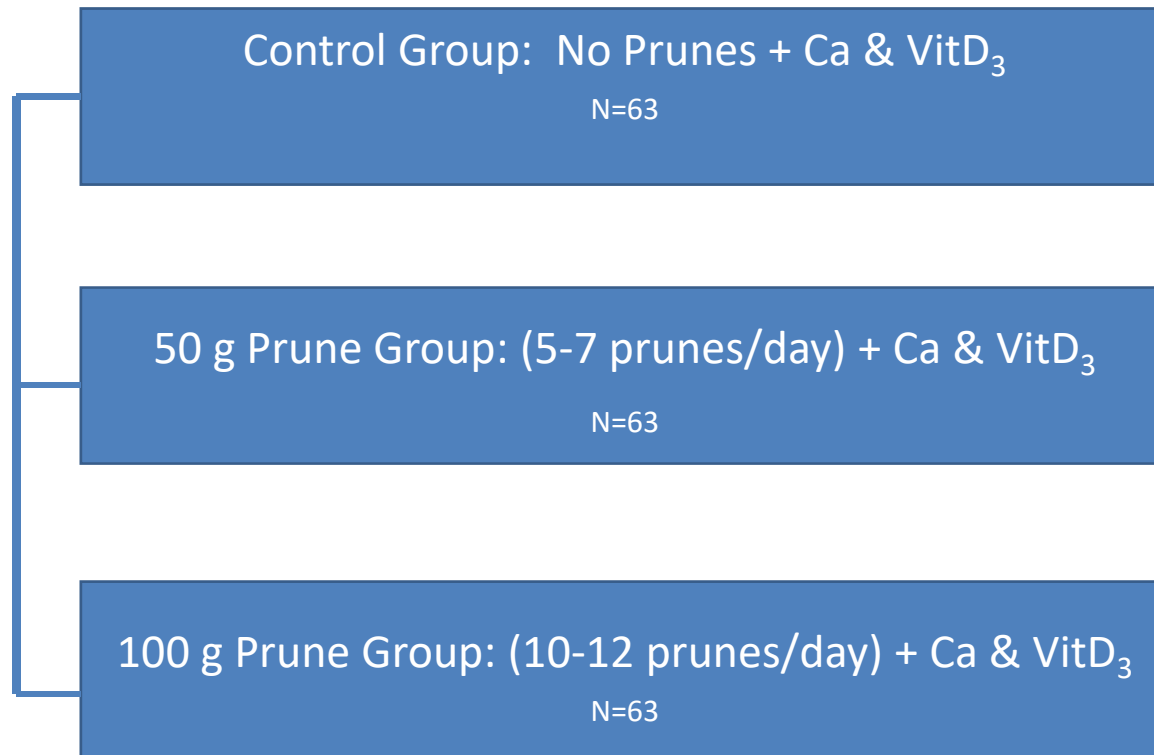 Control Group:  No Prunes + Ca & VitD₃
N=63
50 g Prune Group: (5-7 prunes/day) + Ca & VitD₃
N=63
100 g Prune Group: (10-12 prunes/day) + Ca & VitD₃
N=63